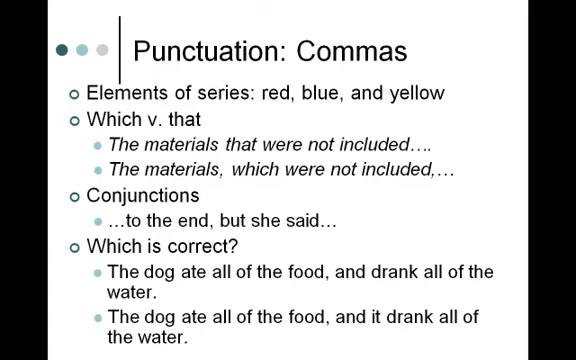 Punctuation: Commas
Elements of series: red, blue, and yellow
Which v. that
The materials that were not included….
The materials, which were not included,…
Conjunctions
…to the end, but she said…
Which is correct?
The dog ate all of the food, and drank all of the
water.
The dog ate all of the food, and it drank all of
the water.